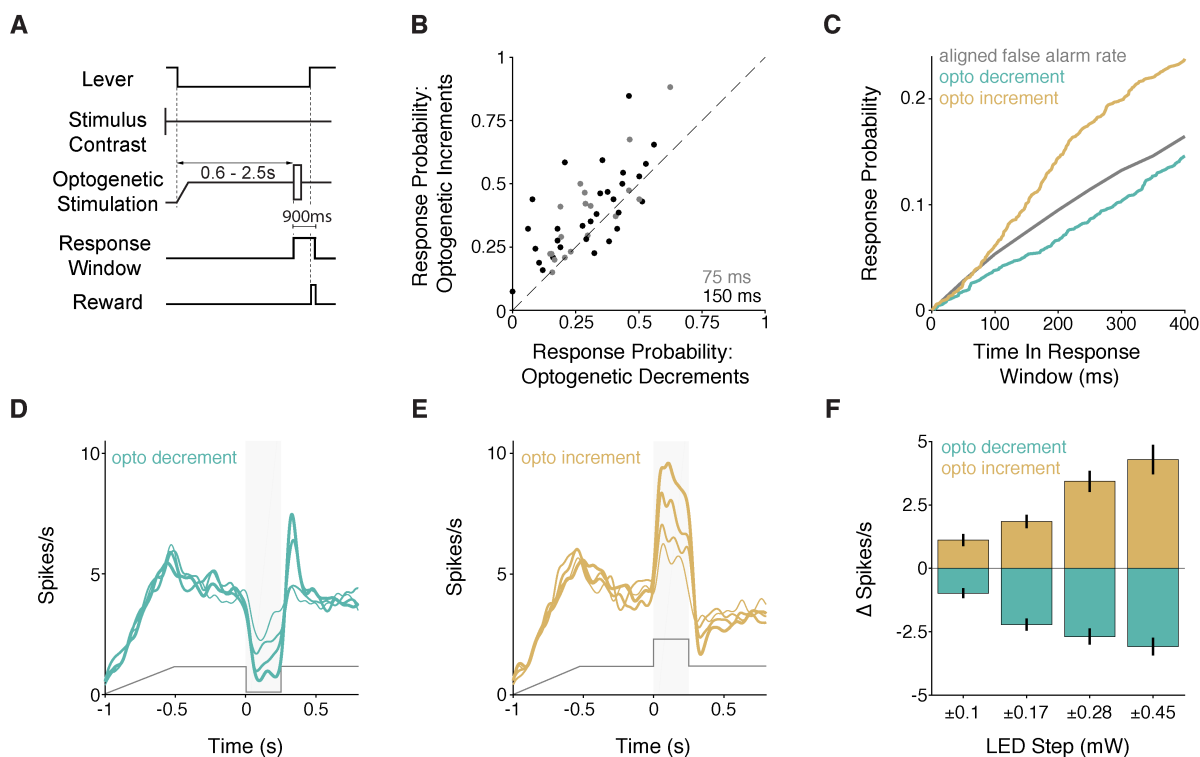 A
Lever
Stimulus
Contrast
Optogenetic
Stimulation
0.6 - 2.5s
900ms
Response
Window
Reward
B
Response Probability:
Optogenetic Increments
1
0.75
0.5
0.25
0
0
0.25
0.5
0.75
1
75 ms
150 ms
Response Probability:
Optogenetic Decrements
C
aligned false alarm rate
opto decrement
opto increment
Response Probability
0.2
0.1
0
0
100
200
300
400
Time In Response
Window (ms)
D
opto decrement
Spikes/s
10
5
0
-1
-0.5
0
0.5
Time (s)
E
opto increment
Spikes/s
10
5
0
-1
-0.5
0
0.5
Time (s)
F
opto decrement
opto increment
Δ Spikes/s
5
2.5
0
-2.5
-5
±0.1
±0.17
±0.28
±0.45
LED Step (mW)